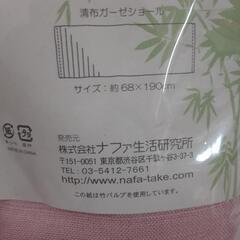 清布ガーゼショール
サイズ：約68×190cm
発売元
株式会社ナファ生活研究所
〒151-0051 東京都渋谷区千駄ヶ谷3-37-3
TEL：03-5412-7661
http://www.nafa-take.com
この紙は竹パルプを使用しています。